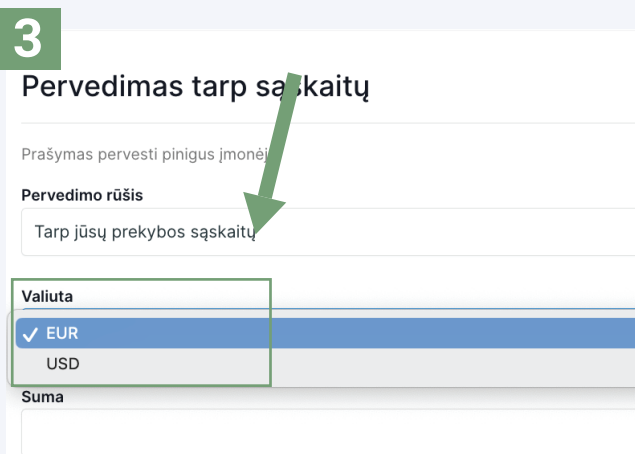 3
Pervedimas tarp sąskaitų
Prašymas pervesti pinigus įmonėj
Pervedimo rūšis
Tarp jūsų prekybos sąskaitų
Valiuta
EUR
USD
Suma